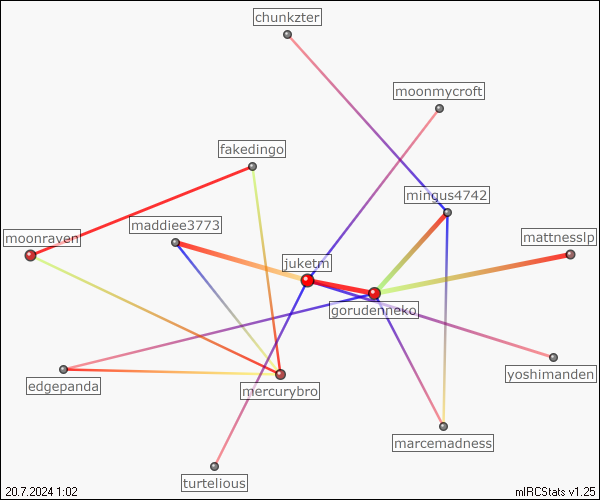 chunkzter
moonmycroft
fakedingo
mingus4742
maddiee3773
moonraven
mattnesslp
juketm
gorudenneko
yoshimanden
edgepanda
mercurybro
marcemadness
turtelious
20.7.2024 1:02
mIRCStats v1.25